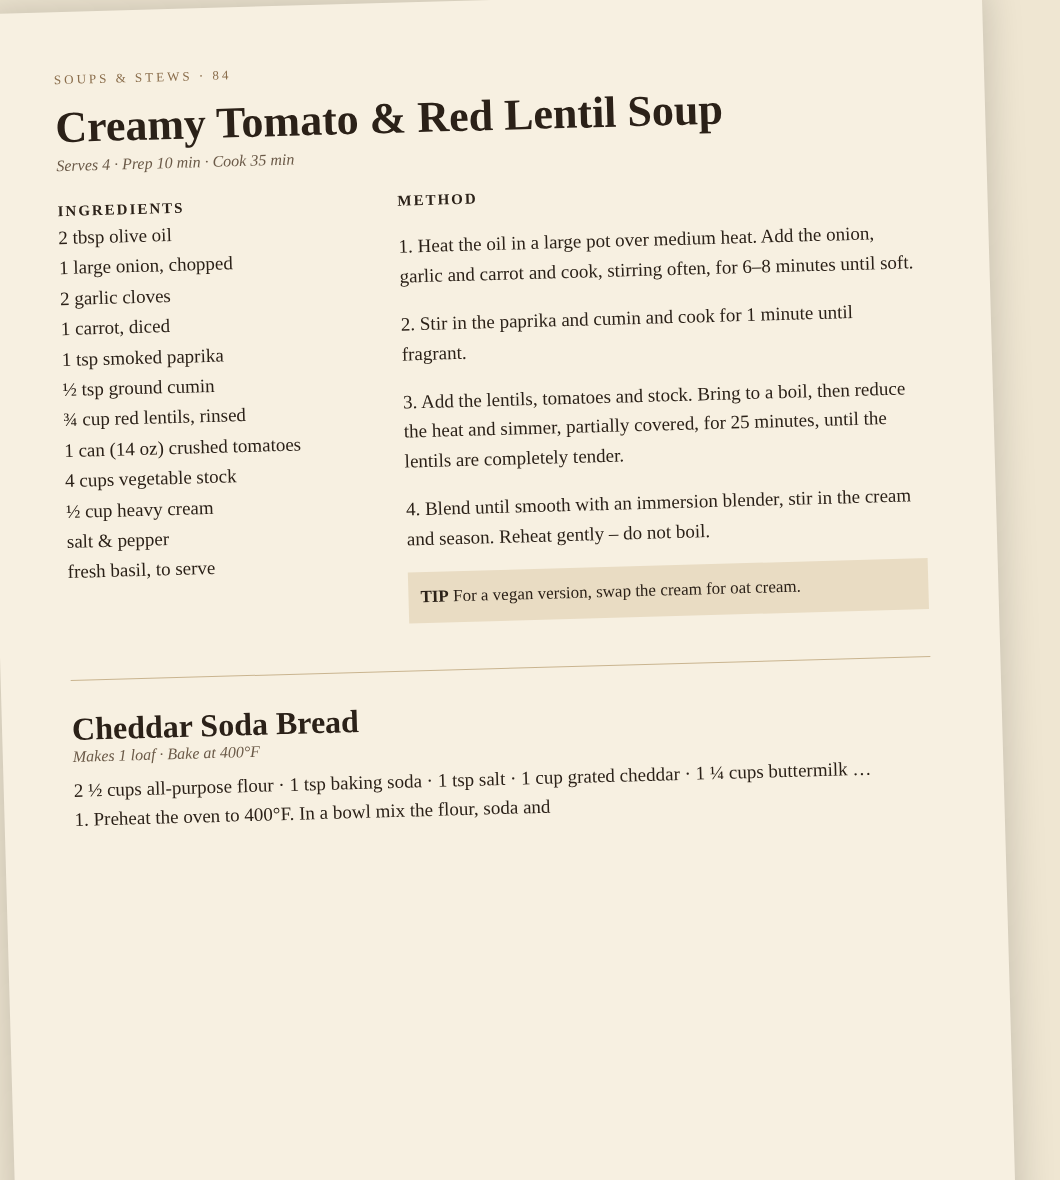 SOUPS & STEWS · 84
Creamy Tomato & Red Lentil Soup
Serves 4 · Prep 10 min · Cook 35 min
INGREDIENTS
2 tbsp olive oil
1 large onion, chopped
2 garlic cloves
1 carrot, diced
1 tsp smoked paprika
½ tsp ground cumin
¾ cup red lentils, rinsed
1 can (14 oz) crushed tomatoes
4 cups vegetable stock
½ cup heavy cream
salt & pepper
fresh basil, to serve
METHOD
1. Heat the oil in a large pot over medium heat. Add the onion,
garlic and carrot and cook, stirring often, for 6–8 minutes until soft.
2. Stir in the paprika and cumin and cook for 1 minute until
fragrant.
3. Add the lentils, tomatoes and stock. Bring to a boil, then reduce
the heat and simmer, partially covered, for 25 minutes, until the
lentils are completely tender.
4. Blend until smooth with an immersion blender, stir in the cream
and season. Reheat gently – do not boil.
TIP For a vegan version, swap the cream for oat cream.
Cheddar Soda Bread
Makes 1 loaf · Bake at 400°F
2 ½ cups all-purpose flour · 1 tsp baking soda · 1 tsp salt · 1 cup grated cheddar · 1 ¼ cups buttermilk …
1. Preheat the oven to 400°F. In a bowl mix the flour, soda and